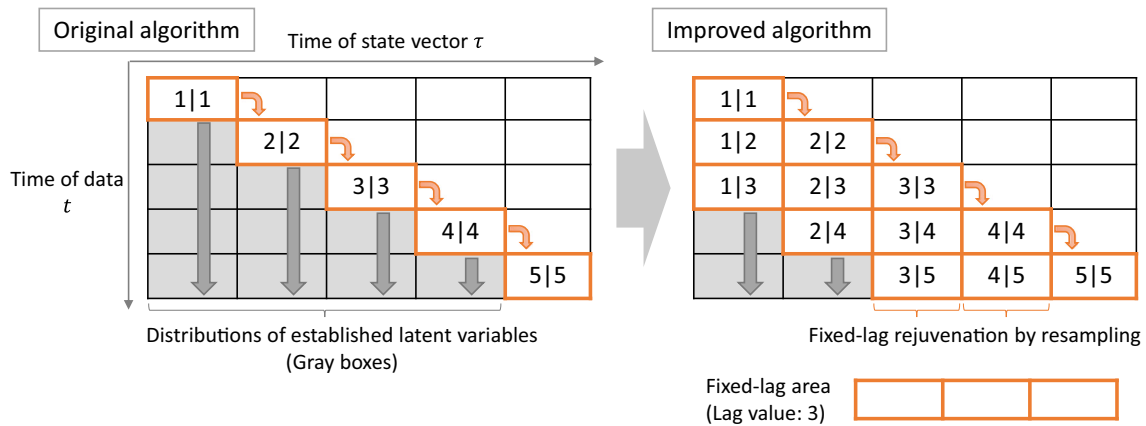 Original algorithm
Time of state vector τ
Improved algorithm
Time of data
t
1|1
2|2
3|3
4|4
5|5
1|1
1|2 2|2
1|3 2|3 3|3
2|4 3|4 4|4
3|5 4|5 5|5
Distributions of established latent variables
(Gray boxes)
Fixed-lag rejuvenation by resampling
Fixed-lag area
(Lag value: 3)